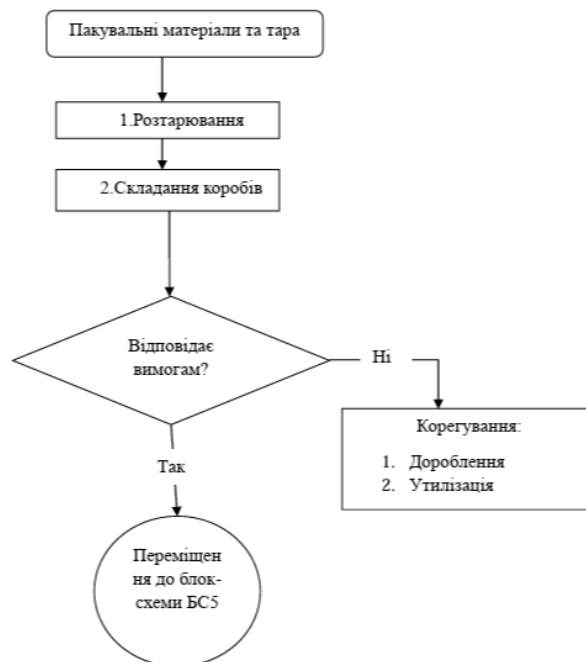 Пакувальні матеріали та тара
1.Розтарювання
2.Складання коробів
Відповідає
вимогам?
Ні
Корегування:
1. Дороблення
2. Утилізація
Так
Переміщен
ня до блок-
схеми БС5